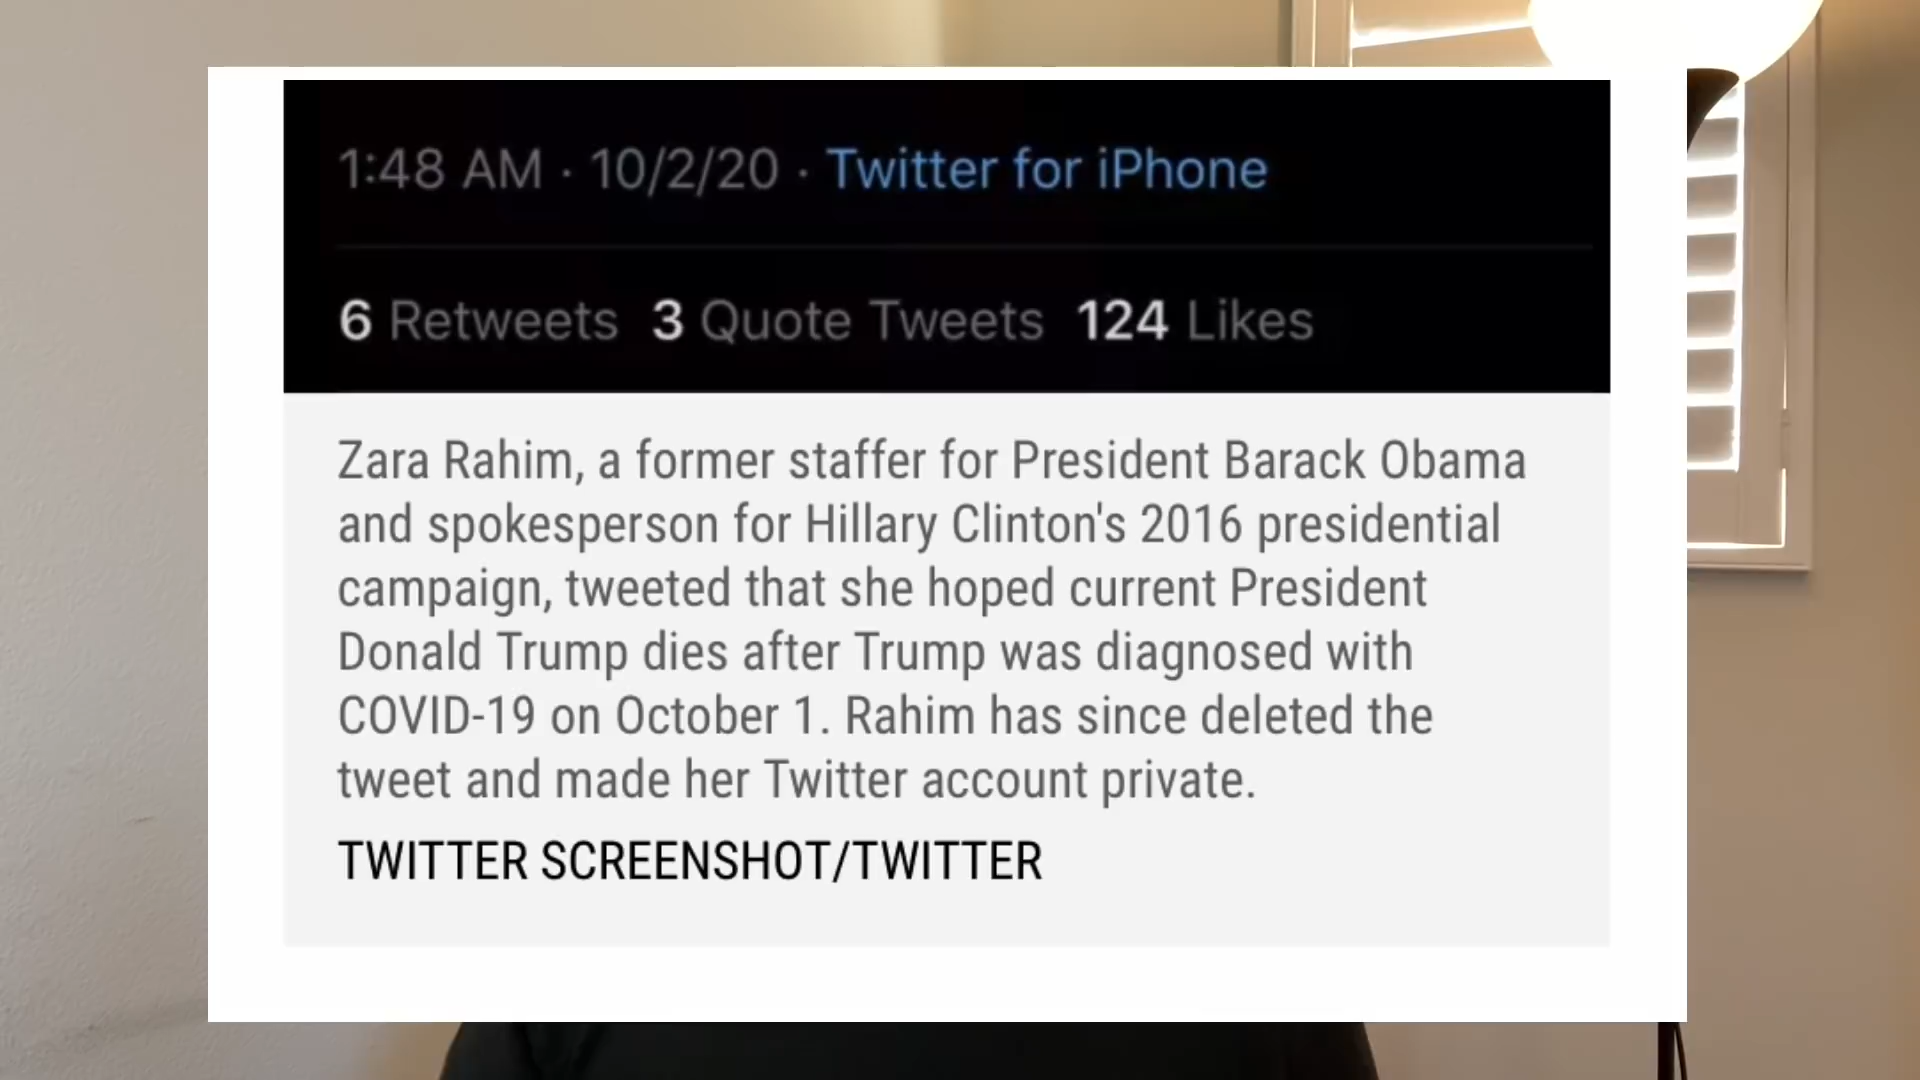 1:48 AM · 10/2/20 · Twitter for iPhone
6 Retweets 3 Quote Tweets 124 Likes
Zara Rahim, a former staffer for President Barack Obama
and spokesperson for Hillary Clinton's 2016 presidential
campaign, tweeted that she hoped current President
Donald Trump dies after Trump was diagnosed with
COVID-19 on October 1. Rahim has since deleted the
tweet and made her Twitter account private.
TWITTER SCREENSHOT/TWITTER